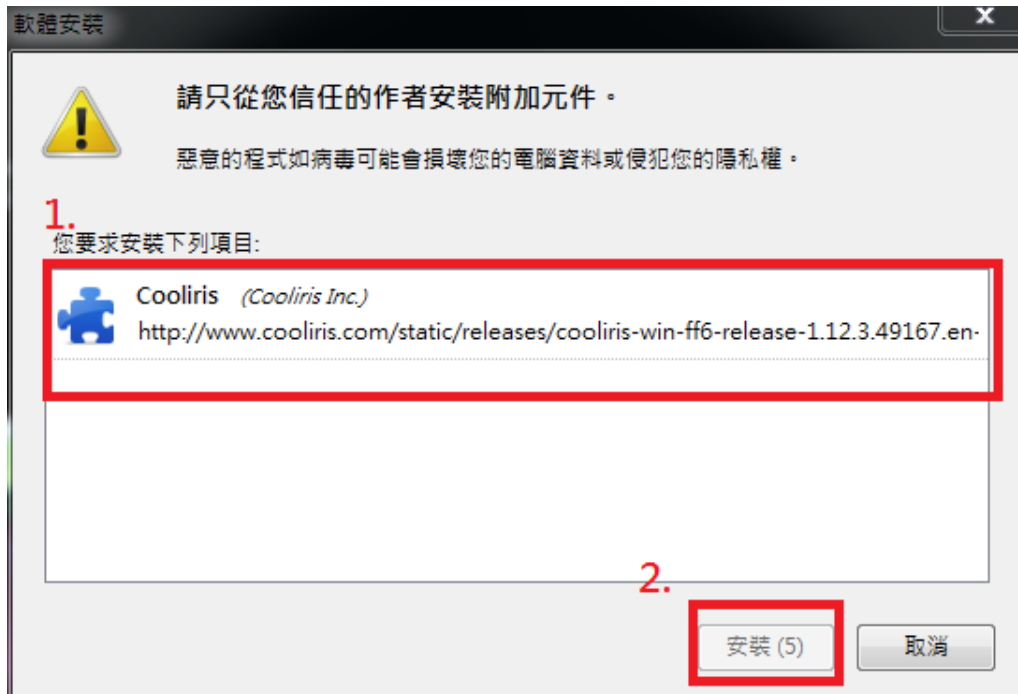 軟體安裝
X
請只從您信任的作者安裝附加元件。
惡意的程式如病毒可能會損壞您的電腦資料或侵犯您的隱私權。
1.
您要求安裝下列項目:
Cooliris (Cooliris Inc.)
http://www.cooliris.com/static/releases/cooliris-win-ff6-release-1.12.3.49167.en-
2.
安裝 (5)
取消